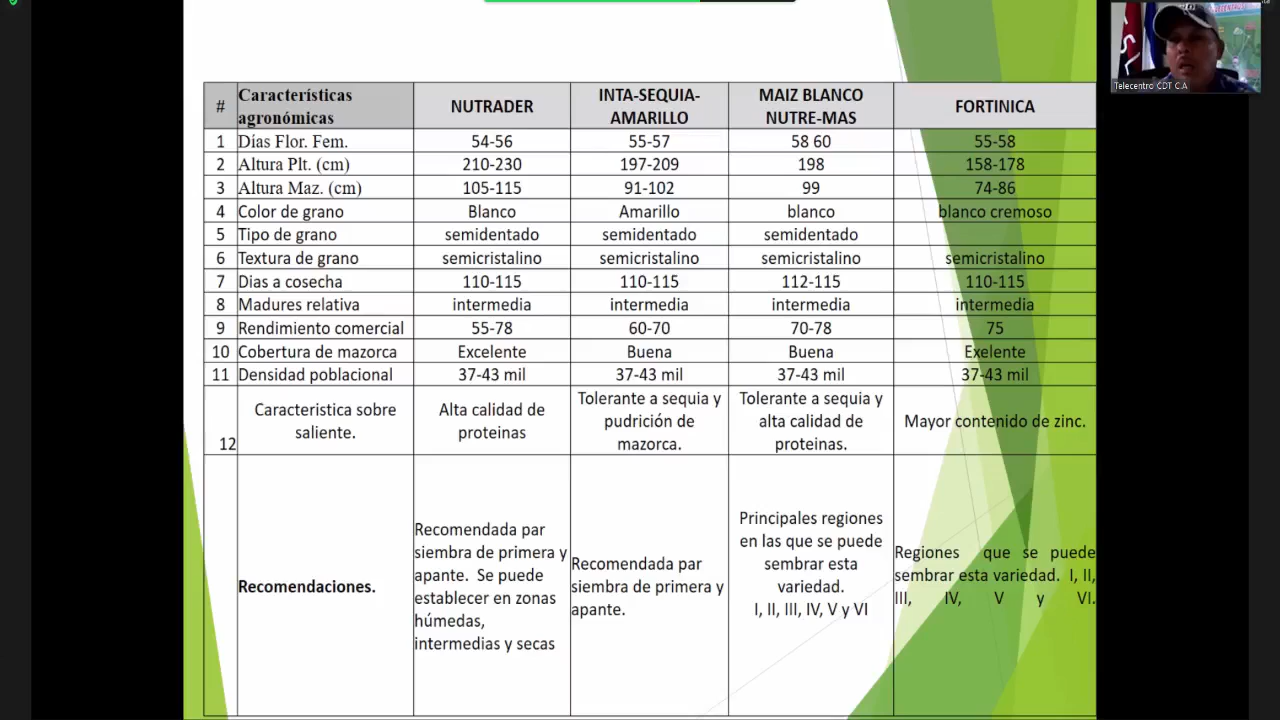 # Características agronómicas NUTRADER INTA-SEQUIA-AMARILLO MAIZ BLANCO NUTRE-MAS FORTINICA
1 Días Flor. Fem. 54-56 55-57 58 60 55-58
2 Altura Plt. (cm) 210-230 197-209 198 158-178
3 Altura Maz. (cm) 105-115 91-102 99 74-86
4 Color de grano Blanco Amarillo blanco blanco cremoso
5 Tipo de grano semidentado semidentado semidentado
6 Textura de grano semicristalino semicristalino semicristalino semicristalino
7 Dias a cosecha 110-115 110-115 112-115 110-115
8 Madures relativa intermedia intermedia intermedia intermedia
9 Rendimiento comercial 55-78 60-70 70-78 75
10 Cobertura de mazorca Excelente Buena Buena Exelente
11 Densidad poblacional 37-43 mil 37-43 mil 37-43 mil 37-43 mil
12
Caracteristica sobre
saliente.
Alta calidad de
proteinas
Tolerante a sequia y
pudrición de
mazorca.
Tolerante a sequia y
alta calidad de
proteinas.
Mayor contenido de zinc.
Recomendaciones.
Recomendada par
siembra de primera y
apante. Se puede
establecer en zonas
húmedas,
intermedias y secas
Recomendada par
siembra de primera y
apante.
Principales regiones
en las que se puede
sembrar esta
variedad.
I, II, III, IV, V y VI
Regiones que se puede
sembrar esta variedad. I, II,
III, IV, V y VI.
Telecentro CDT C.A